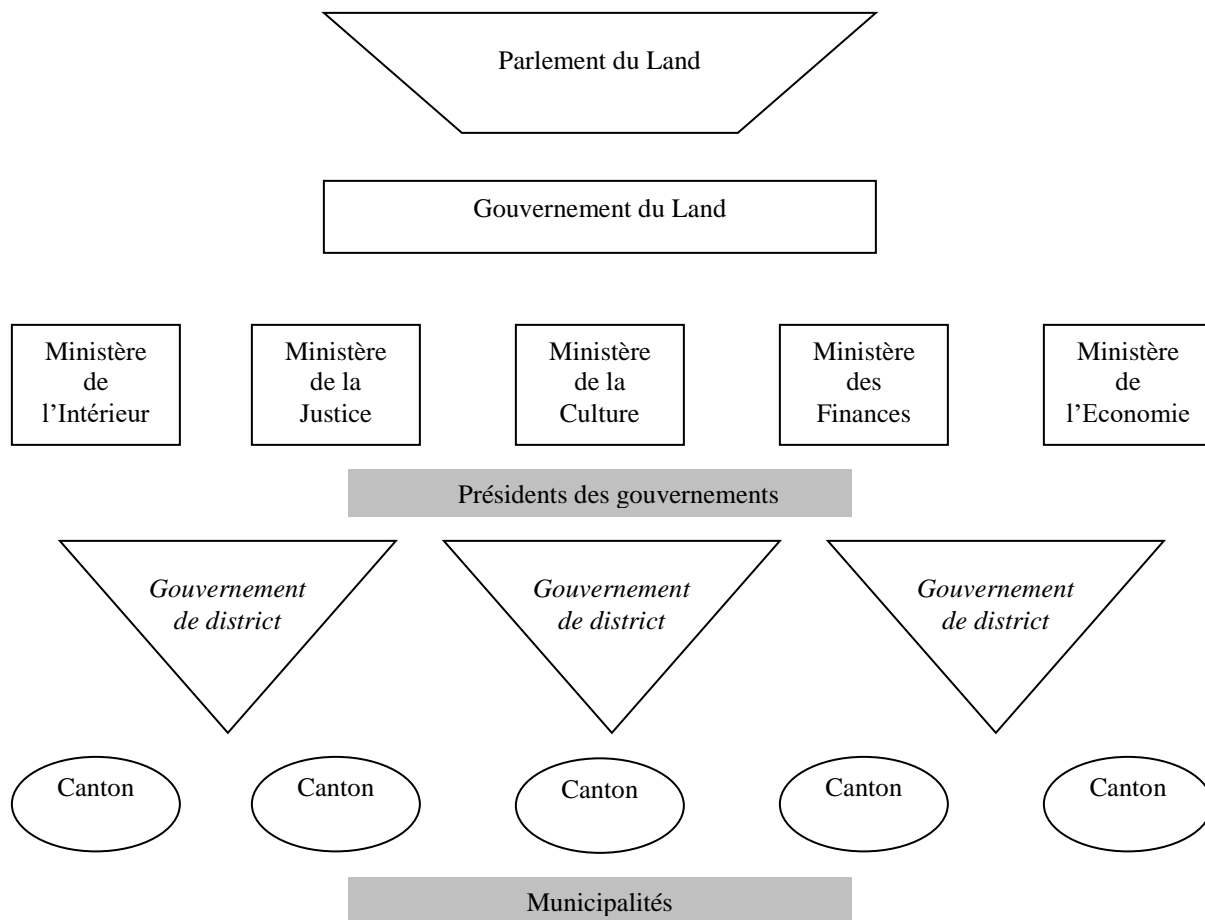 Parlement du Land
Gouvernement du Land
Ministère
de
l’Intérieur
Ministère
de la
Justice
Ministère
de la
Culture
Ministère
des
Finances
Ministère
de
l’Economie
Présidents des gouvernements
Gouvernement
de district
Gouvernement
de district
Gouvernement
de district
Canton
Canton
Canton
Canton
Canton
Municipalités